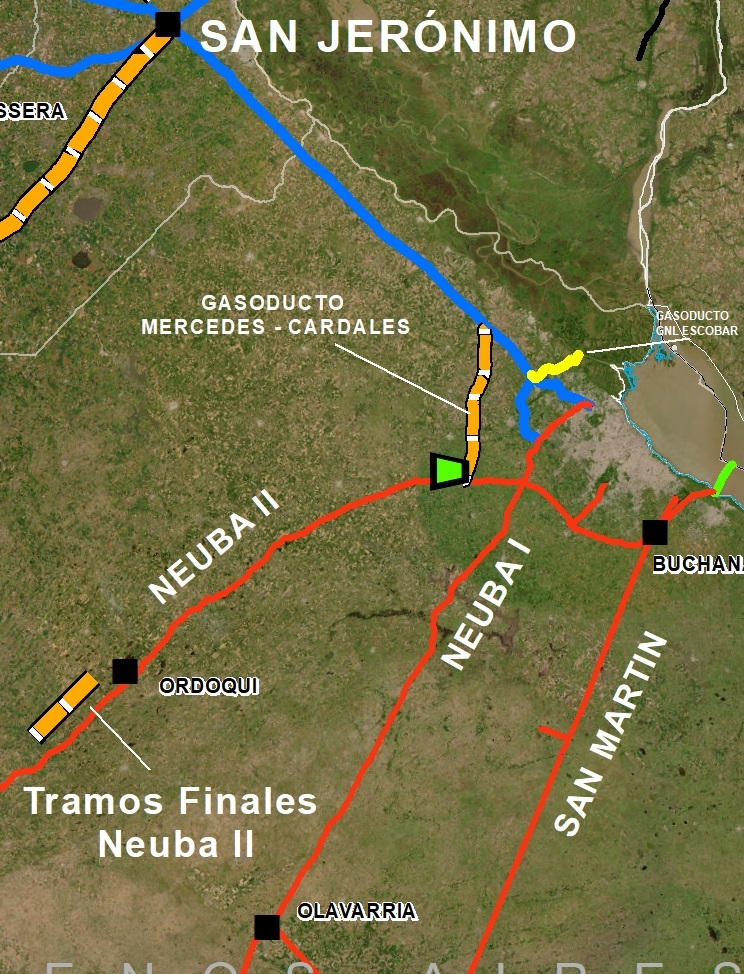 SAN JERÓNIMO
SSERA
GASODUCTO
MERCEDES - CARDALES
GASODUCTO
GNL ESCOBAR
NEUBA II
NEUBA I
BUCHAN
ORDOQUI
SAN MARTIN
Tramos Finales
Neuba II
OLAVARRIA
E N O S A I R E S